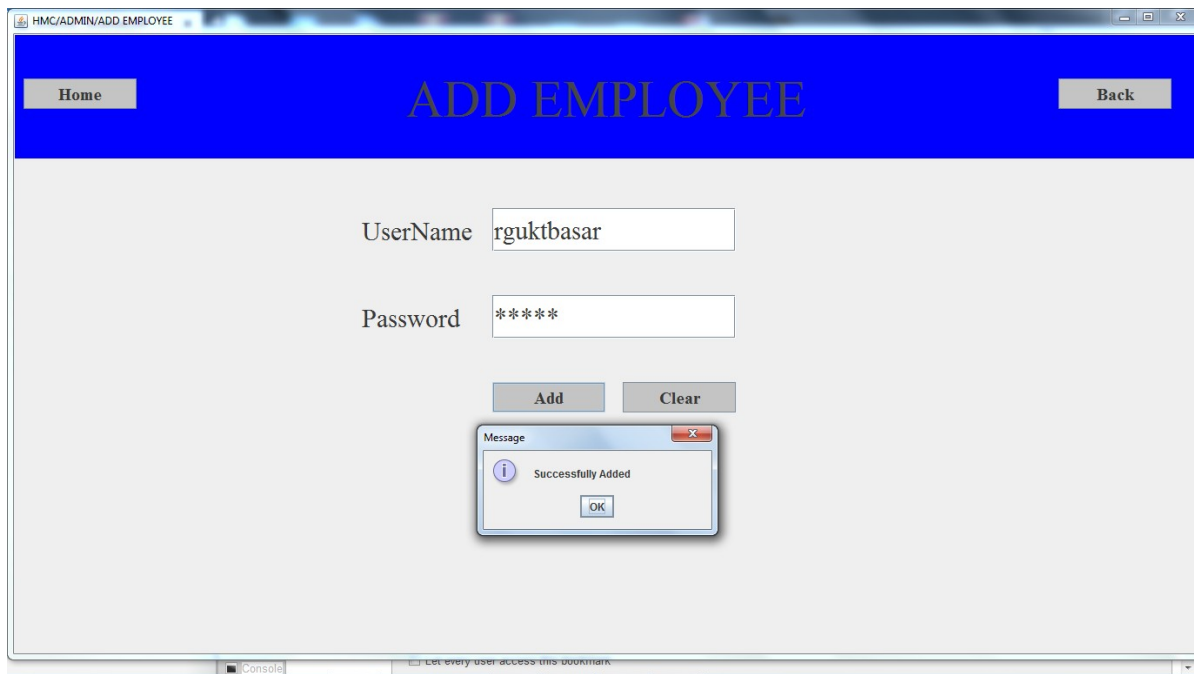 HMC/ADMIN/ADD EMPLOYEE
Home
ADD EMPLOYEE
Back
UserName rguktbasar
Password *****
Add Clear
Message
Successfully Added
OK
Console
Let every user access this bookmark